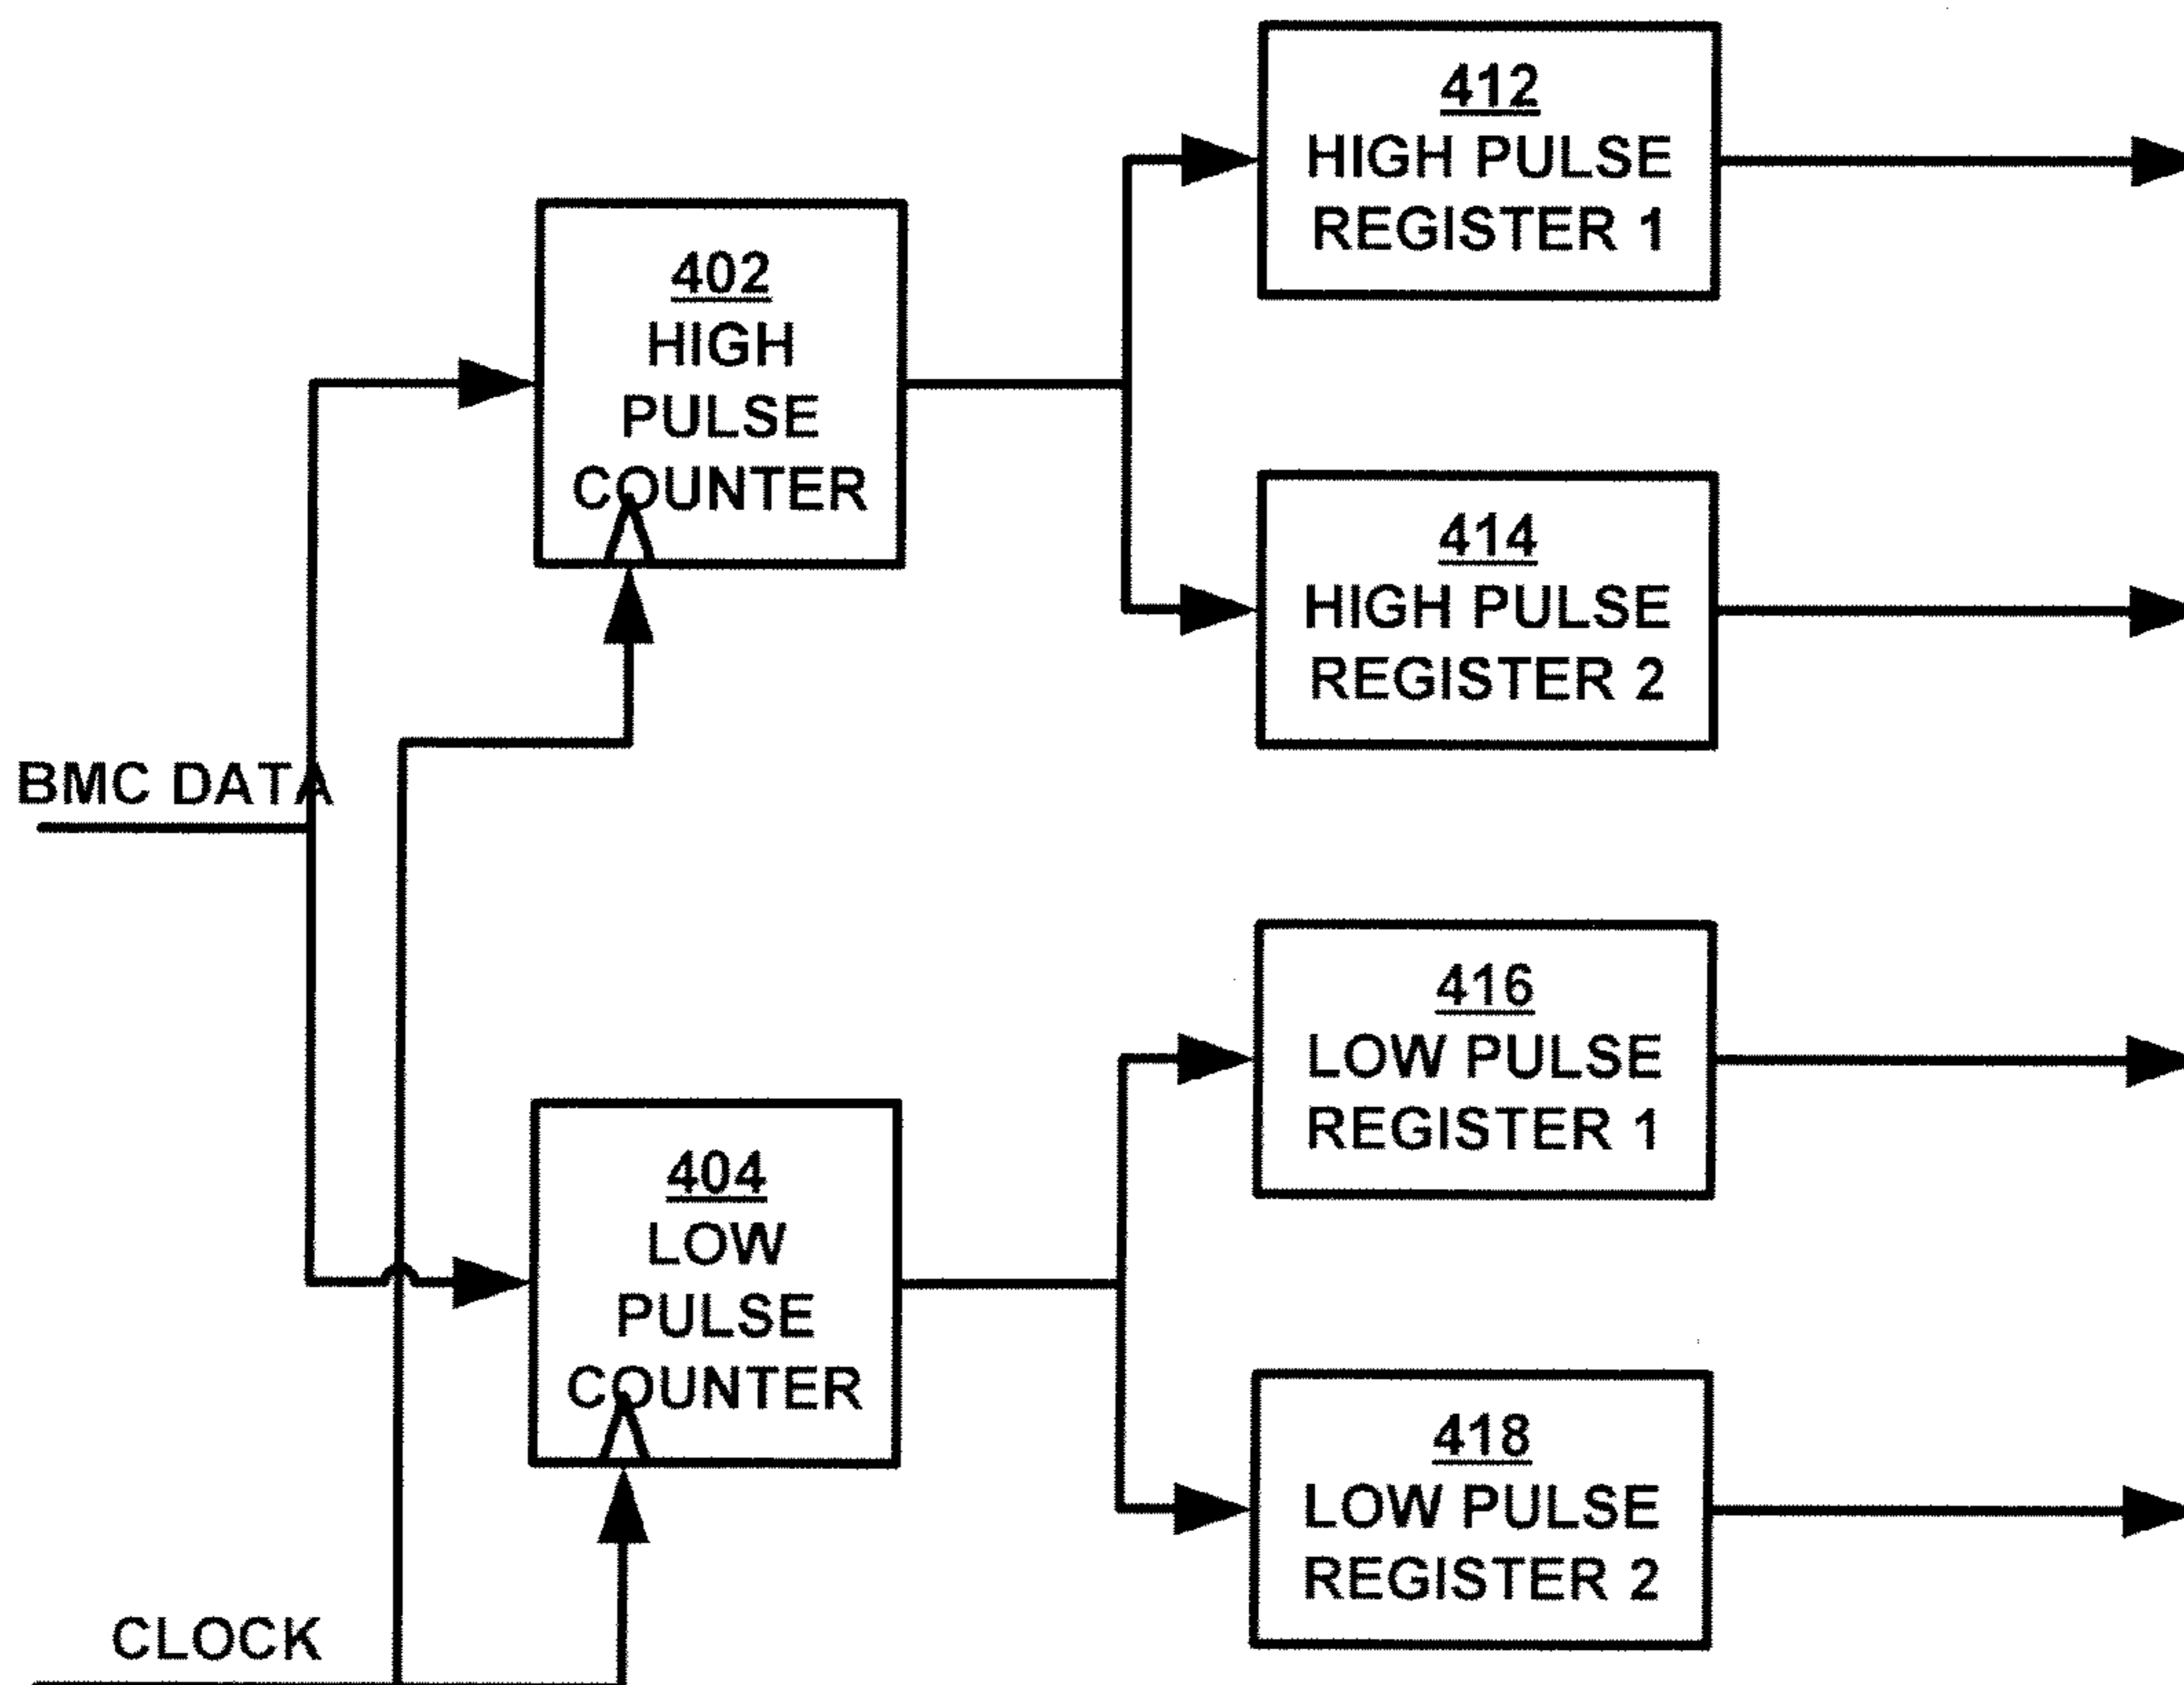 412
HIGH PULSE
REGISTER 1
402
HIGH
PULSE
COUNTER
414
HIGH PULSE
REGISTER 2
BMC DATA
416
LOW PULSE
REGISTER 1
404
LOW
PULSE
COUNTER
418
LOW PULSE
REGISTER 2
CLOCK